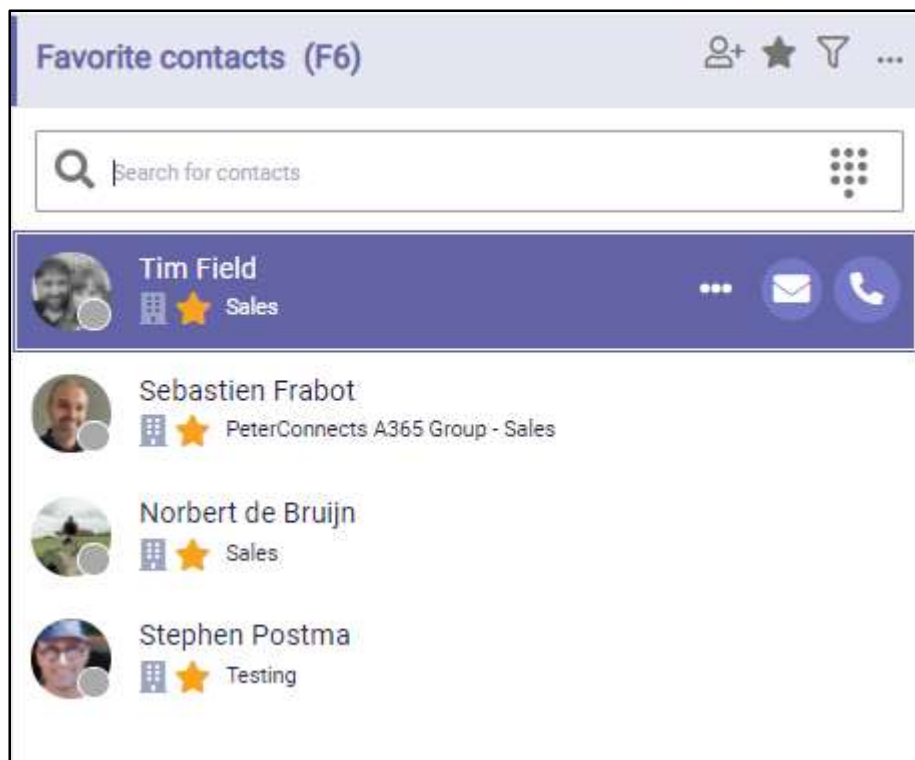 Favorite contacts (F6)
Search for contacts
Tim Field
Sales
Sebastien Frabot
PeterConnects A365 Group - Sales
Norbert de Bruijn
Sales
Stephen Postma
Testing